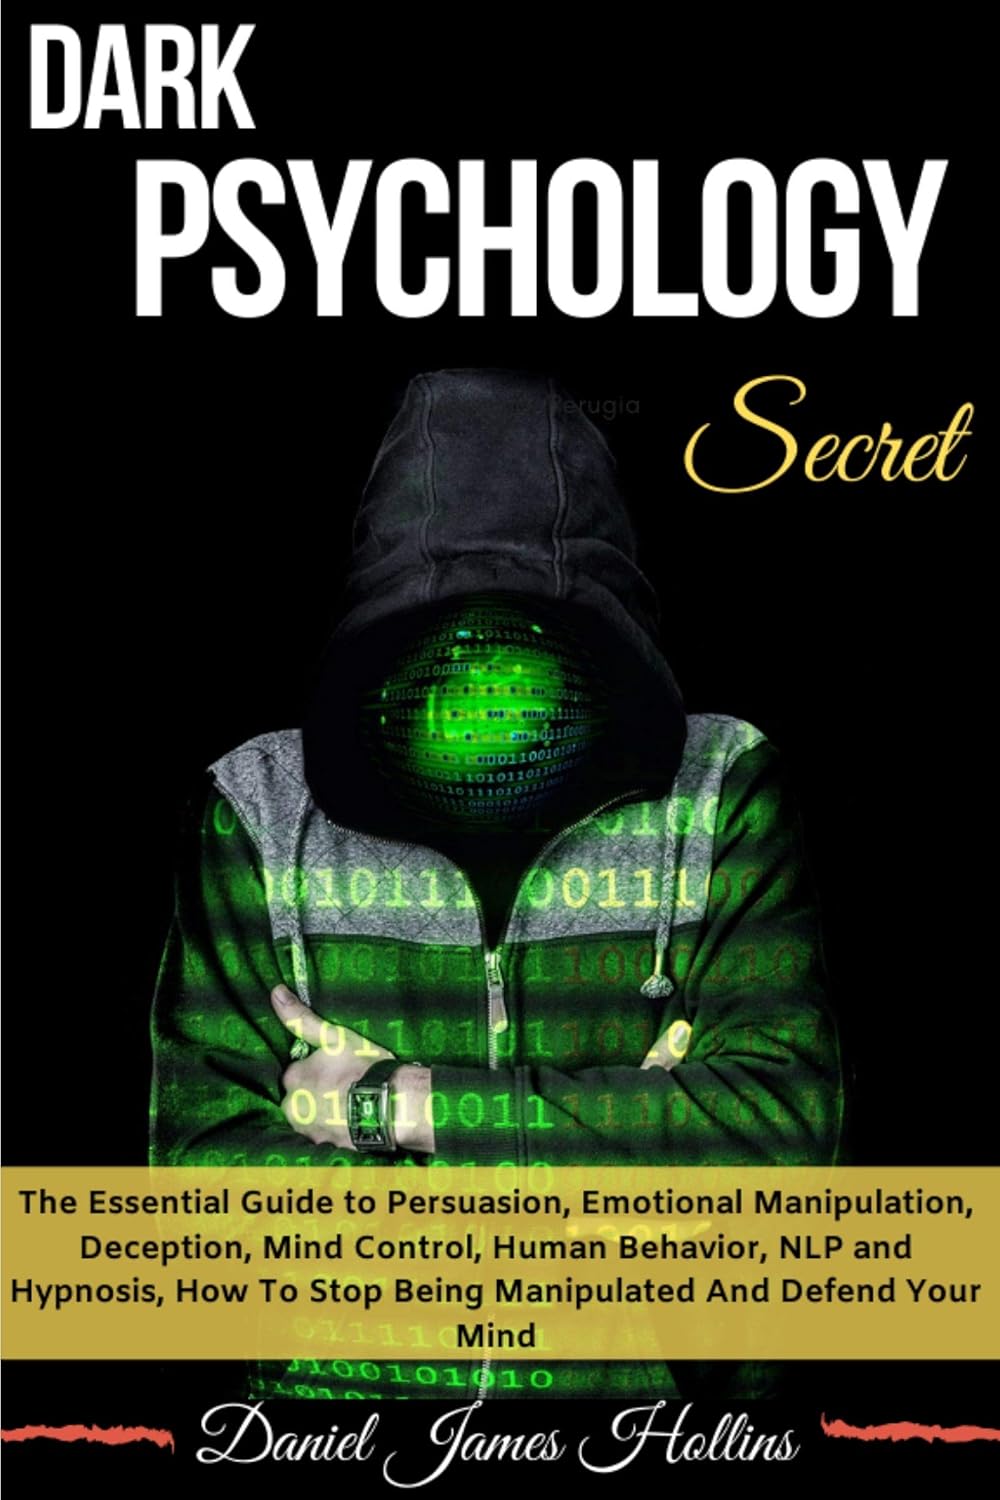 DARK
PSYCHOLOGY
Secret
erugia
The Essential Guide to Persuasion, Emotional Manipulation,
Deception, Mind Control, Human Behavior, NLP and
Hypnosis, How To Stop Being Manipulated And Defend Your
Mind
Daniel James Hollins